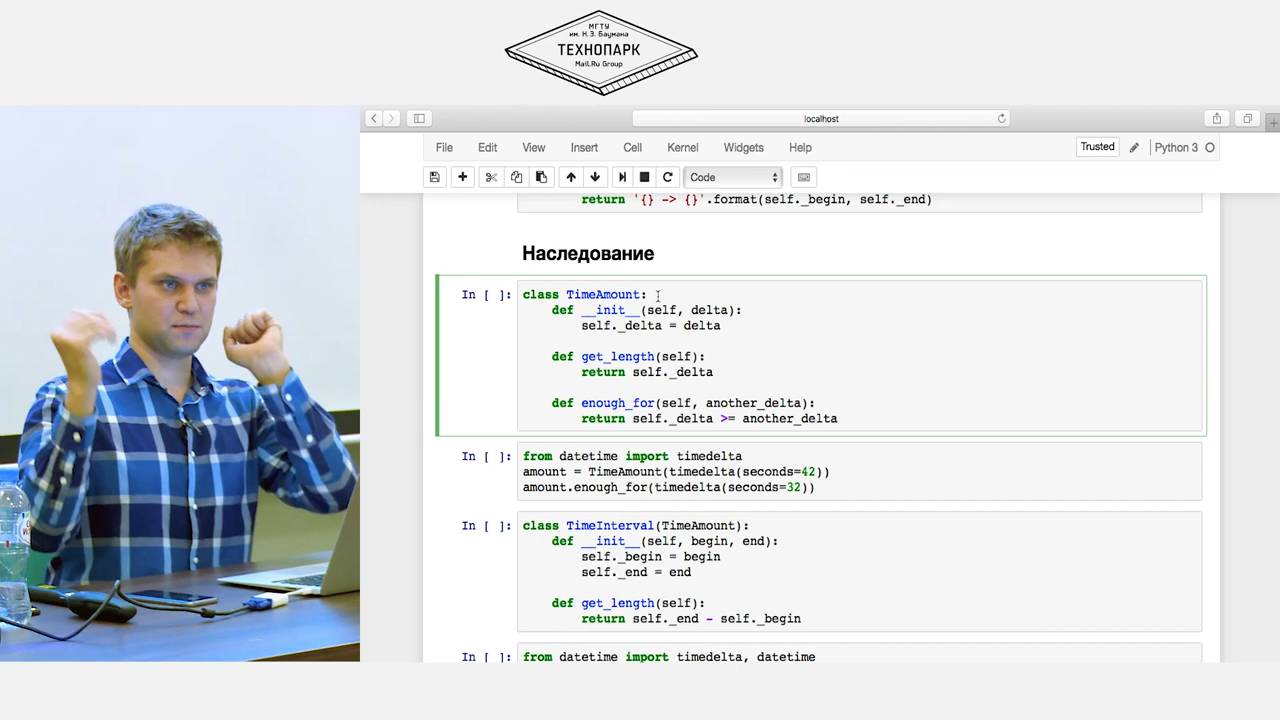 МГТУ
им. Н.Э. Баумана
ТЕХНОПАРК
Mail.Ru Group
localhost
File Edit View Insert Cell Kernel Widgets Help Trusted Python 3
Code
return '{} -> {}'.format(self._begin, self._end)
Наследование
In [ ]: class TimeAmount:
def __init__(self, delta):
self._delta = delta
def get_length(self):
return self._delta
def enough_for(self, another_delta):
return self._delta >= another_delta
In [ ]: from datetime import timedelta
amount = TimeAmount(timedelta(seconds=42))
amount.enough_for(timedelta(seconds=32))
In [ ]: class TimeInterval(TimeAmount):
def __init__(self, begin, end):
self._begin = begin
self._end = end
def get_length(self):
return self._end - self._begin
In [ ]: from datetime import timedelta, datetime